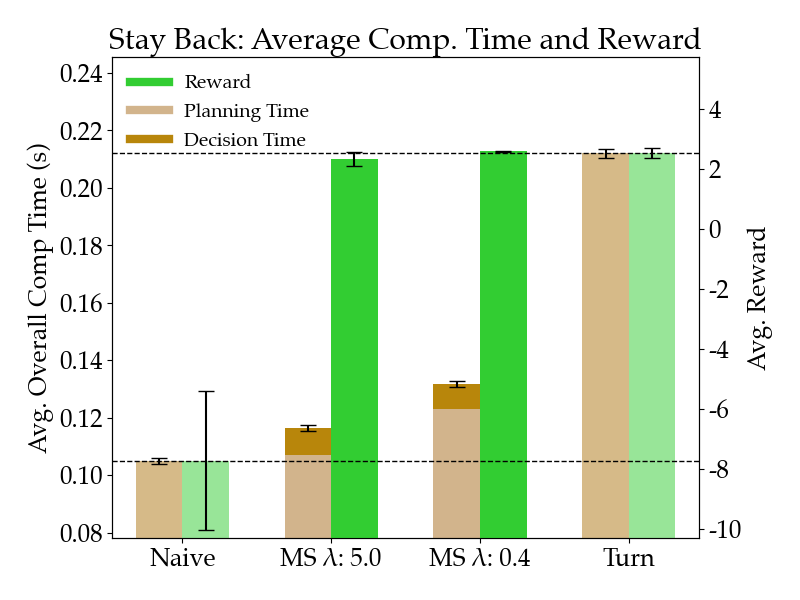 Stay Back: Average Comp. Time and Reward
Reward
Planning Time
Decision Time
Avg. Overall Comp Time (s)
0.24
0.22
0.20
0.18
0.16
0.14
0.12
0.10
0.08
4
2
0
-2
-4
-6
-8
-10
Avg. Reward
Naive
MS λ: 5.0
MS λ: 0.4
Turn